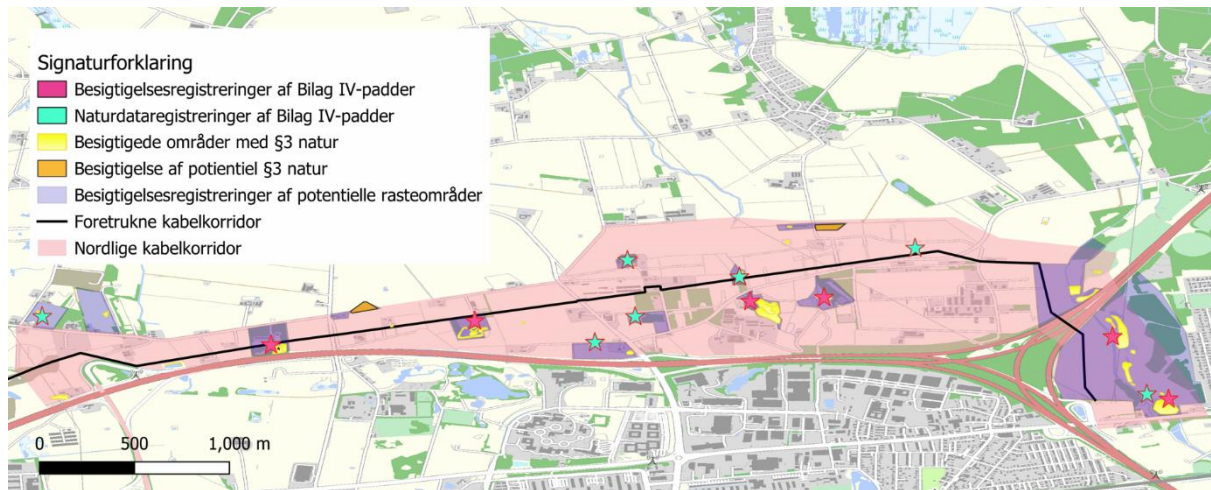 Signaturforklaring
Besigtigelsesregistreringer af Bilag IV-padder
Naturdataregistreringer af Bilag IV-padder
Besigtigede områder med §3 natur
Besigtigelse af potientiel §3 natur
Besigtigelsesregistreringer af potentielle rasteområder
Foretrukne kabelkorridor
Nordlige kabelkorridor
0 500 1,000 m